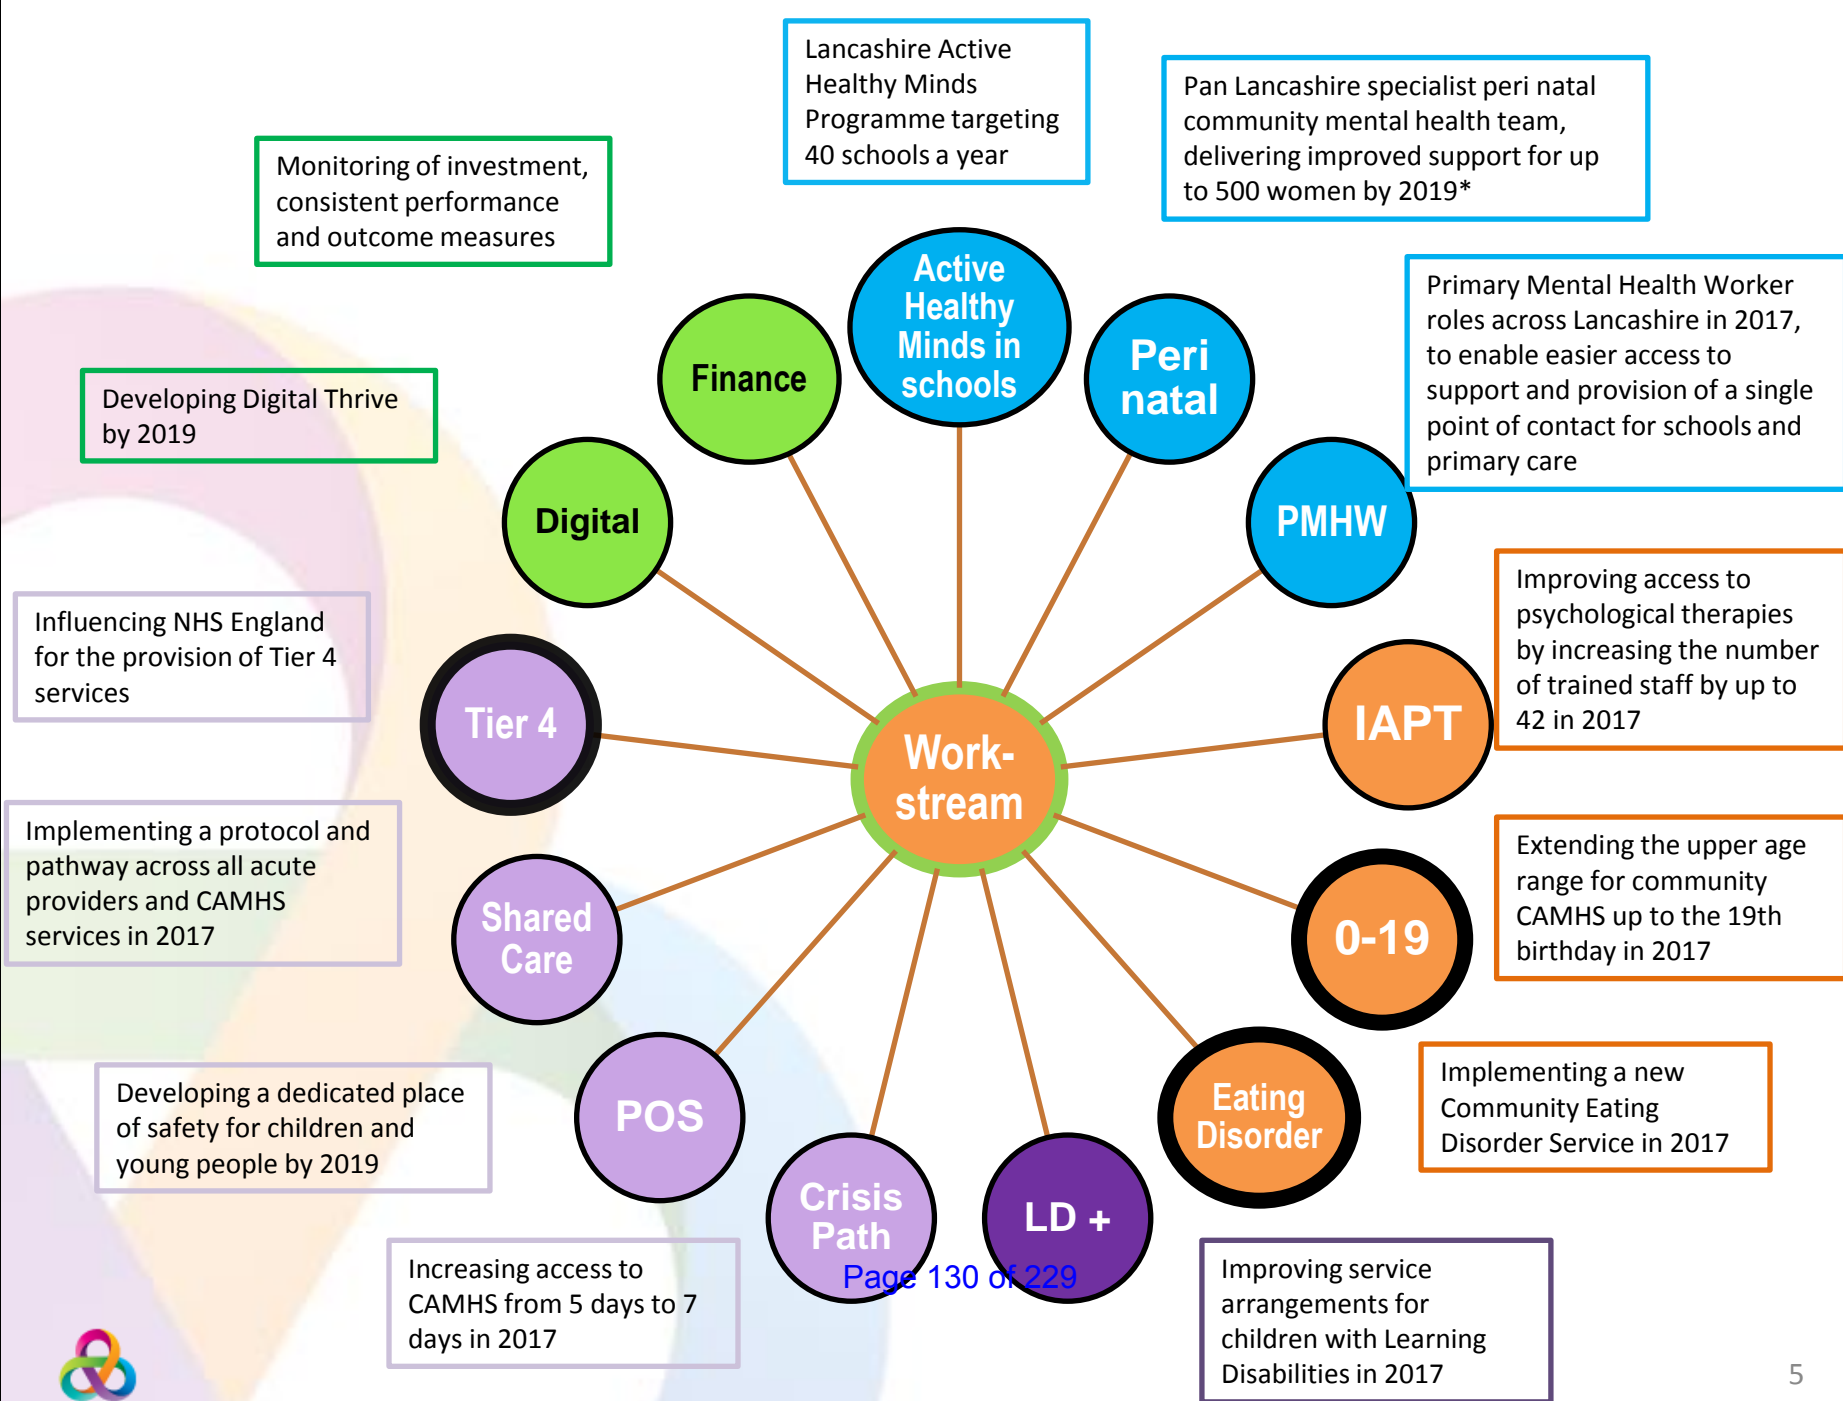 Lancashire Active
Healthy Minds
Programme targeting
40 schools a year
Pan Lancashire specialist peri natal
community mental health team,
delivering improved support for up
to 500 women by 2019*
Monitoring of investment,
consistent performance
and outcome measures
Active
Healthy
Minds in
schools
Primary Mental Health Worker
roles across Lancashire in 2017,
to enable easier access to
support and provision of a single
point of contact for schools and
primary care
Finance
Peri
natal
Developing Digital Thrive
by 2019
Digital
PMHW
Improving access to
psychological therapies
by increasing the number
of trained staff by up to
42 in 2017
Influencing NHS England
for the provision of Tier 4
services
Tier 4
IAPT
Work-
stream
Implementing a protocol and
pathway across all acute
providers and CAMHS
services in 2017
Extending the upper age
range for community
CAMHS up to the 19th
birthday in 2017
Shared
Care
0-19
Developing a dedicated place
of safety for children and
young people by 2019
POS
Eating
Disorder
Implementing a new
Community Eating
Disorder Service in 2017
Crisis
Path
LD +
Page 130 of 229
Increasing access to
CAMHS from 5 days to 7
days in 2017
Improving service
arrangements for
children with Learning
Disabilities in 2017
5